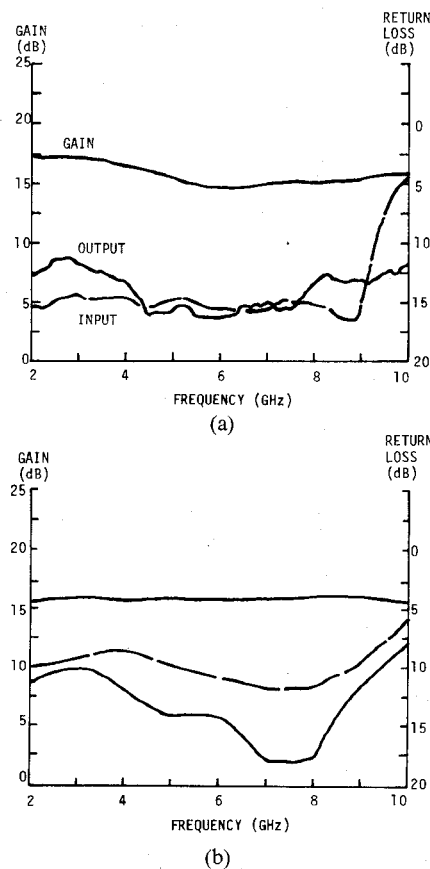 GAIN
(dB)
RETURN
LOSS
(dB)
25
20
15
10
5
0
0
5
10
15
20
GAIN
OUTPUT
INPUT
2
4
6
8
10
FREQUENCY (GHz)
(a)
GAIN
(dB)
RETURN
LOSS
(dB)
25
20
15
10
5
0
0
5
10
15
20
2
4
6
8
10
FREQUENCY (GHz)
(b)